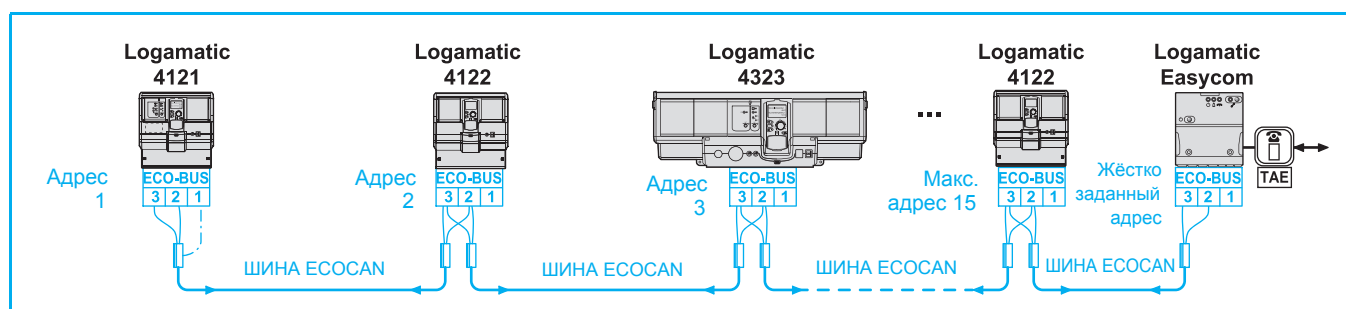 Logamatic
4121
Logamatic
4122
Logamatic
4323
...
Logamatic
4122
Logamatic
Easycom
Адрес
1
ECO-BUS
3 2 1
Адрес
2
ECO-BUS
3 2 1
Адрес
3
ECO-BUS
3 2 1
Макс.
адрес 15
ECO-BUS
3 2 1
Жёстко
заданный
адрес
ECO-BUS
3 2 1
TAE
ШИНА ECOCAN
ШИНА ECOCAN
ШИНА ECOCAN
ШИНА ECOCAN